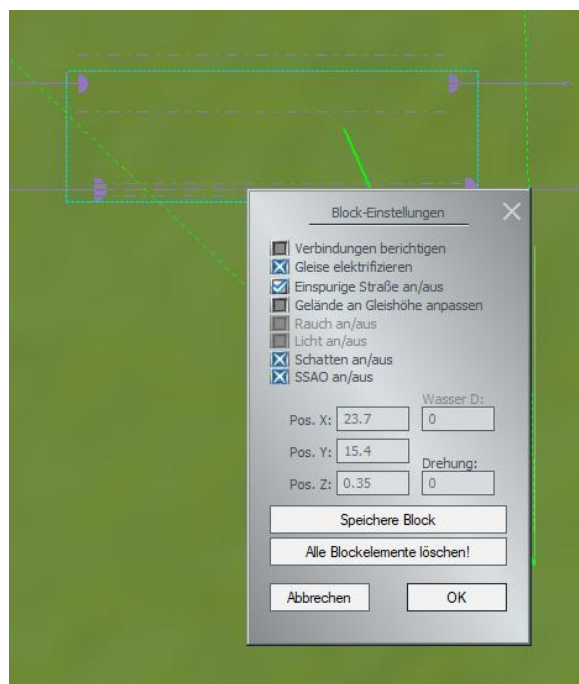 Block-Einstellungen
Verbindungen berichtigen
Gleise elektrifizieren
Einspurige Straße an/aus
Gelände an Gleishöhe anpassen
Rauch an/aus
Licht an/aus
Schatten an/aus
SSAO an/aus
Wasser D:
Pos. X: 23.7 0
Pos. Y: 15.4
Drehung:
Pos. Z: 0.35 0
Speichere Block
Alle Blockelemente löschen!
Abbrechen OK